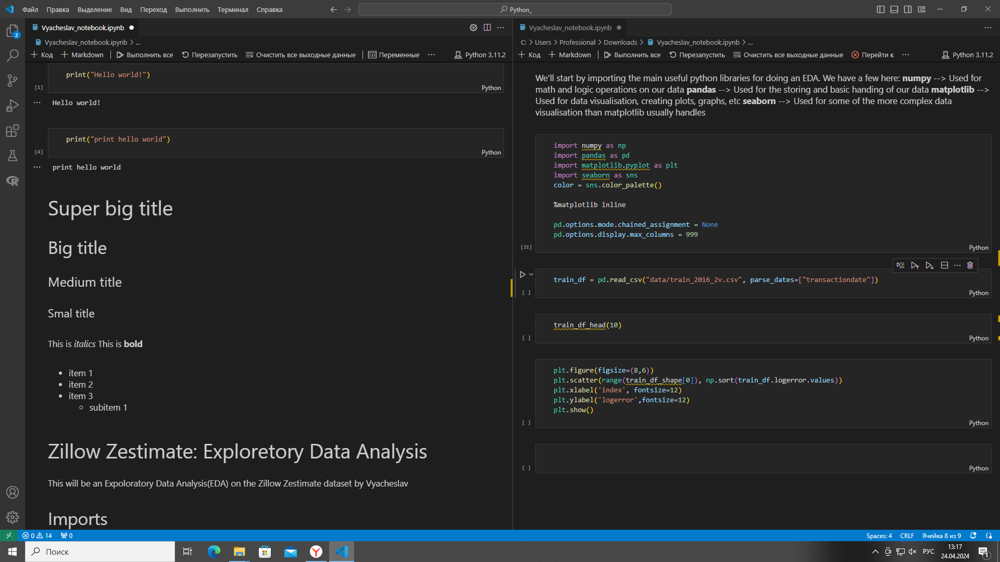 Файл Правка Выделение Вид Переход Выполнить Терминал Справка
Python_
Vyacheslav_notebook.ipynb
Vyacheslav_notebook.ipynb > ...
Код Markdown Выполнить все Перезапустить Очистить все выходные данные Переменные ... Python 3.11.2
print("Hello world!")
[1]
Python
... Hello world!
print("print hello world")
[4]
Python
... print hello world
Super big title
Big title
Medium title
Smal title
This is italics This is bold
• item 1
• item 2
• item 3
◦ subitem 1
Zillow Zestimate: Exploretory Data Analysis
This will be an Expoloratory Data Analysis(EDA) on the Zillow Zestimate dataset by Vyacheslav
Imports
Vyacheslav_notebook.ipynb
C: > Users > Professional > Downloads > Vyacheslav_notebook.ipynb > ...
Код Markdown Выполнить все Перезапустить Очистить все выходные данные Перейти к ... Python 3.11.2
We'll start by importing the main useful python libraries for doing an EDA. We have a few here: numpy --> Used for
math and logic operations on our data pandas --> Used for the storing and basic handing of our data matplotlib -->
Used for data visualisation, creating plots, graphs, etc seaborn --> Used for some of the more complex data
visualisation than matplotlib usually handles
import numpy as np
import pandas as pd
import matplotlib.pyplot as plt
import seaborn as sns
color = sns.color_palette()
%matplotlib inline
pd.options.mode.chained_assignment = None
pd.options.display.max_columns = 999
[31]
Python
train_df = pd.read_csv("data/train_2016_2v.csv", parse_dates=["transactiondate"])
[ ]
Python
train_df_head(10)
[ ]
Python
plt.figure(figsize=(8,6))
plt.scatter(range(train_df_shape[0]), np.sort(train_df.logerror.values))
plt.xlabel('index', fontsize=12)
plt.ylabel('logerror',fontsize=12)
plt.show()
[ ]
Python
[ ]
Python
2
0 14 0
Spaces: 4 CRLF Ячейка 8 из 9
Поиск
РУС
13:17
24.04.2024
1